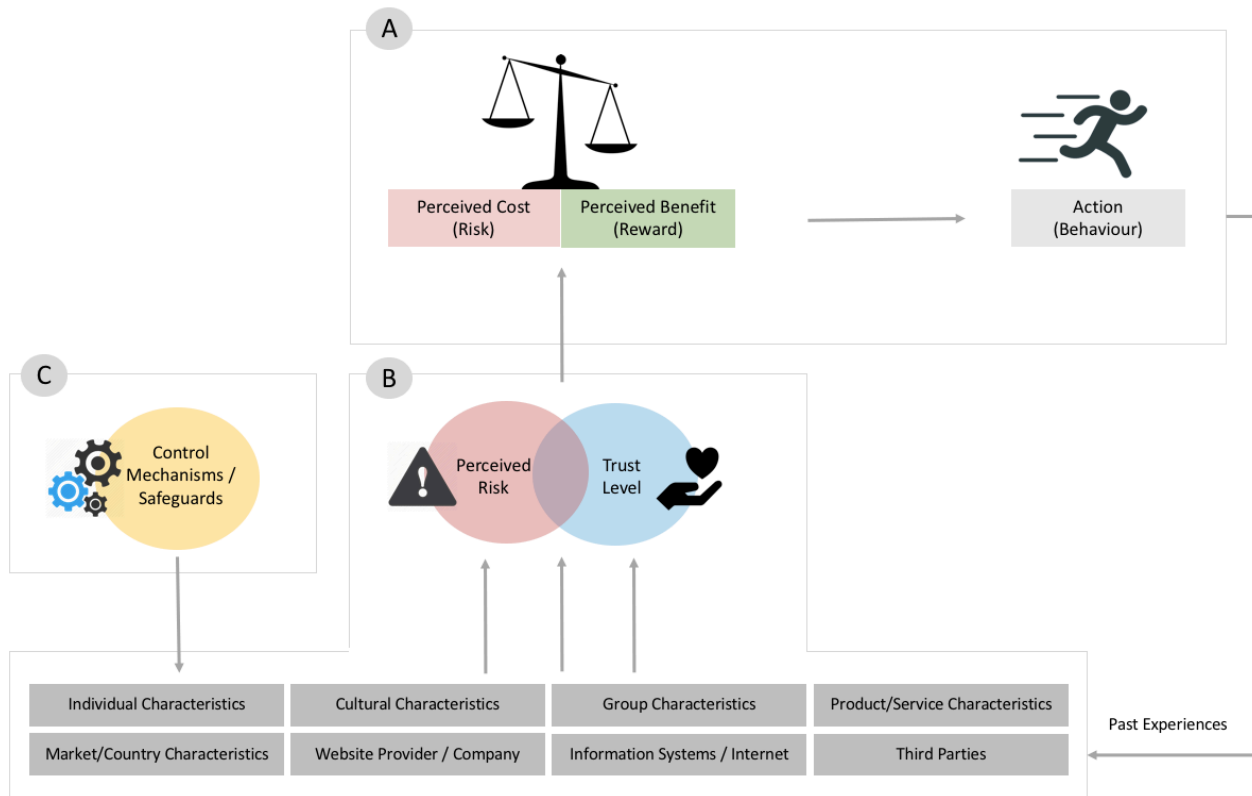 A
Perceived Cost
(Risk)
Perceived Benefit
(Reward)
Action
(Behaviour)
C
Control
Mechanisms /
Safeguards
B
Perceived
Risk
Trust
Level
Individual Characteristics
Cultural Characteristics
Group Characteristics
Product/Service Characteristics
Market/Country Characteristics
Website Provider / Company
Information Systems / Internet
Third Parties
Past Experiences